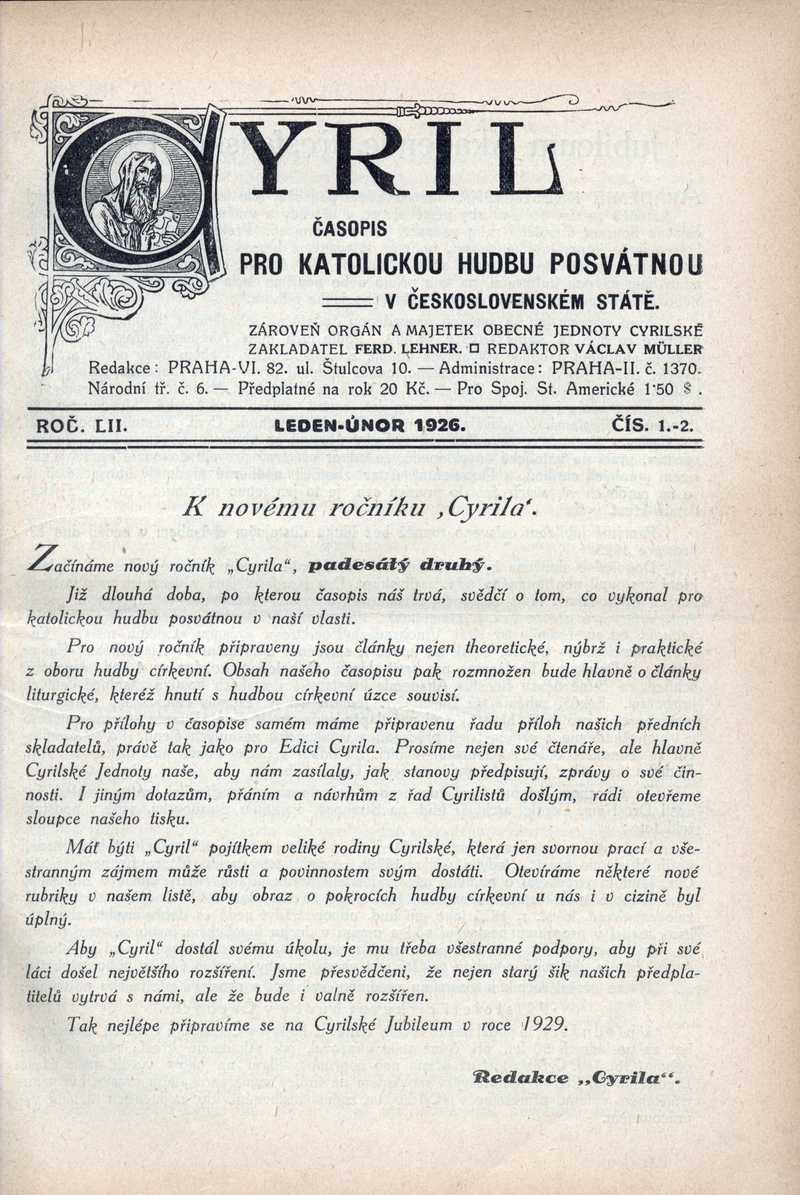 CYRIL
ČASOPIS
PRO KATOLICKOU HUDBU POSVÁTNOU
V ČESKOSLOVENSKÉM STÁTĚ.
ZÁROVEŇ ORGÁN A MAJETEK OBECNÉ JEDNOTY CYRILSKÉ
ZAKLADATEL FERD. LEHNER. □ REDAKTOR VÁCLAV MÜLLER
Redakce: PRAHA-VI. 82. ul. Štulcova 10. — Administrace: PRAHA-II. č. 1370.
Národní tř. č. 6. — Předplatné na rok 20 Kč. — Pro Spoj. St. Americké 1·50 $.
ROČ. LII. LEDEN-ÚNOR 1926. ČÍS. 1.-2.
K novému ročníku ‚Cyrila‘.
Začínáme nový ročník „Cyrila“, padesátý druhý.
Již dlouhá doba, po kterou časopis náš trvá, svědčí o tom, co vykonal pro
katolickou hudbu posvátnou v naší vlasti.
Pro nový ročník připraveny jsou články nejen theoretické, nýbrž i praktické
z oboru hudby církevní. Obsah našeho časopisu pak rozmnožen bude hlavně o články
liturgické, kteréž hnutí s hudbou církevní úzce souvisí.
Pro přílohy v časopise samém máme připravenu řadu příloh našich předních
skladatelů, právě tak jako pro Edici Cyrila. Prosíme nejen své čtenáře, ale hlavně
Cyrilské Jednoty naše, aby nám zasílaly, jak stanovy předpisují, zprávy o své čin-
nosti. I jiným dotazům, přáním a návrhům z řad Cyrilistů došlým, rádi otevřeme
sloupce našeho tisku.
Máť býti „Cyril“ pojítkem veliké rodiny Cyrilské, která jen svornou prací a vše-
stranným zájmem může růsti a povinnostem svým dostáti. Otevíráme některé nové
rubriky v našem listě, aby obraz o pokrocích hudby církevní u nás i v cizině byl
úplný.
Aby „Cyril“ dostál svému úkolu, je mu třeba všestranné podpory, aby při své
láci došel největšího rozšíření. Jsme přesvědčeni, že nejen starý šik našich předpla-
titelů vytrvá s námi, ale že bude i valně rozšířen.
Tak nejlépe připravíme se na Cyrilské Jubileum v roce 1929.
Redakce „Cyrila“.